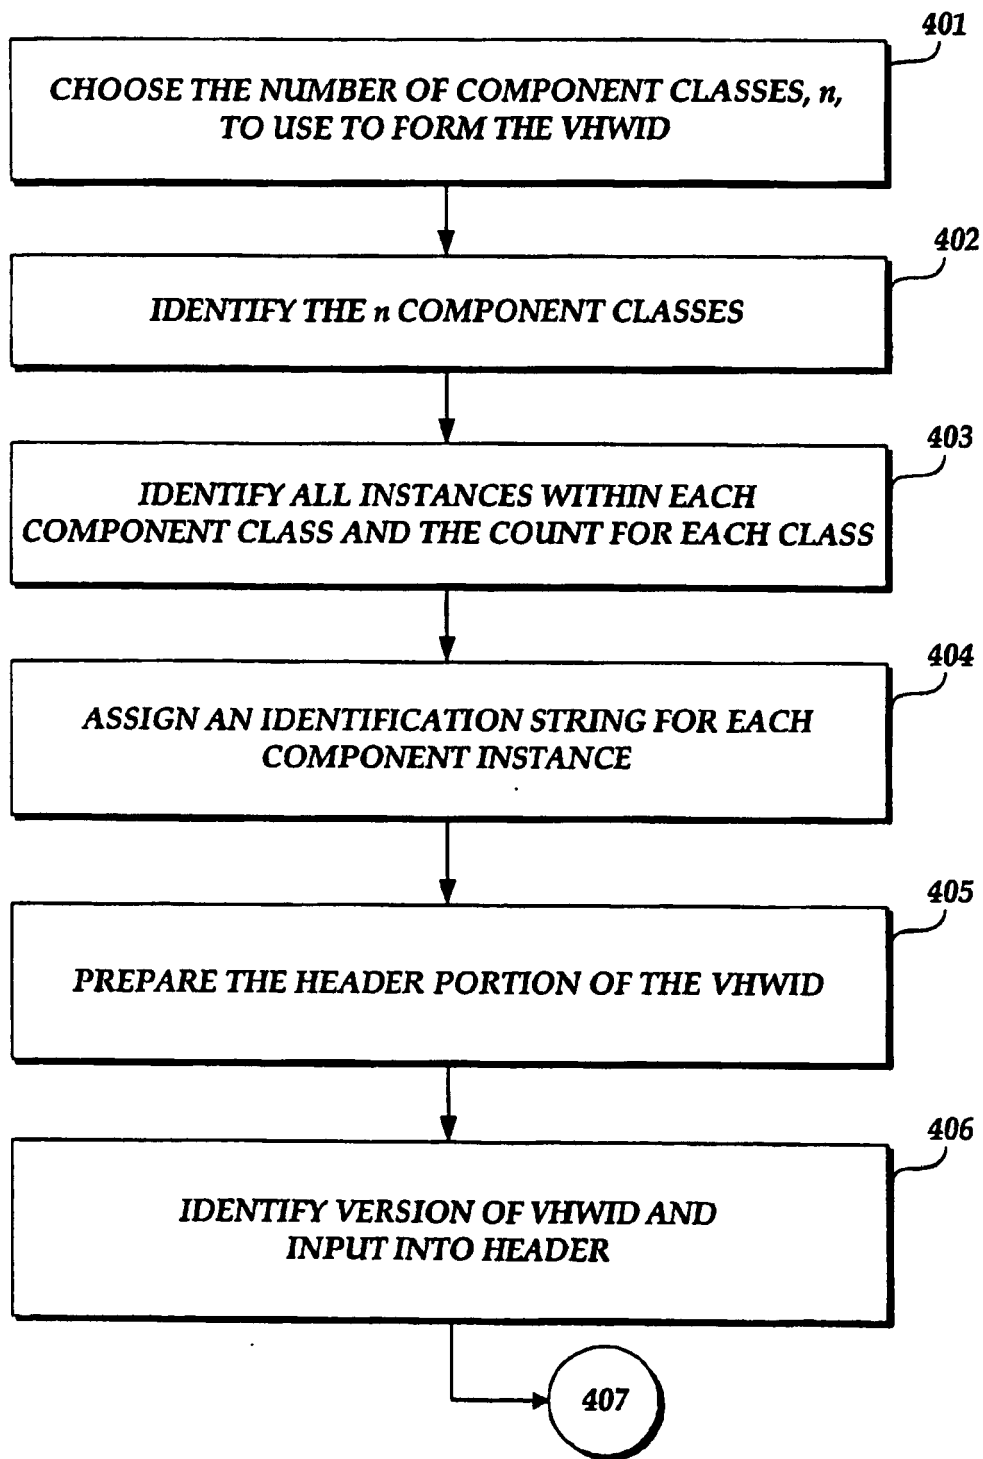 401
CHOOSE THE NUMBER OF COMPONENT CLASSES, n,
TO USE TO FORM THE VHWID
402
IDENTIFY THE n COMPONENT CLASSES
403
IDENTIFY ALL INSTANCES WITHIN EACH
COMPONENT CLASS AND THE COUNT FOR EACH CLASS
404
ASSIGN AN IDENTIFICATION STRING FOR EACH
COMPONENT INSTANCE
405
PREPARE THE HEADER PORTION OF THE VHWID
406
IDENTIFY VERSION OF VHWID AND
INPUT INTO HEADER
407